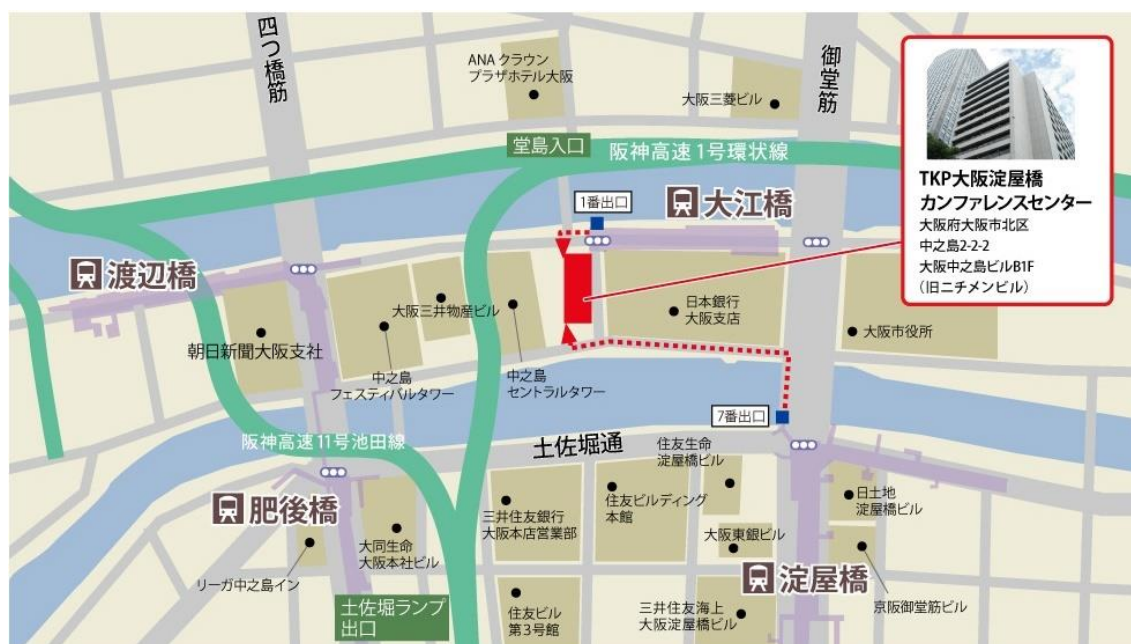 四つ橋筋
ANAクラウン
プラザホテル大阪
大阪三菱ビル
御堂筋
堂島入口
阪神高速1号環状線
1番出口
大江橋
渡辺橋
TKP大阪淀屋橋
カンファレンスセンター
大阪府大阪市北区
中之島2-2-2
大阪中之島ビルB1F
（旧ニチメンビル）
大阪三井物産ビル
日本銀行
大阪支店
大阪市役所
朝日新聞大阪支社
中之島
フェスティバルタワー
中之島
セントラルタワー
7番出口
阪神高速11号池田線
土佐堀通
住友生命
淀屋橋ビル
肥後橋
三井住友銀行
大阪本店営業部
住友ビルディング
本館
日土地
淀屋橋ビル
大同生命
大阪本社ビル
大阪東銀ビル
リーガ中之島イン
淀屋橋
土佐堀ランプ
出口
住友ビル
第3号館
三井住友海上
大阪淀屋橋ビル
京阪御堂筋ビル